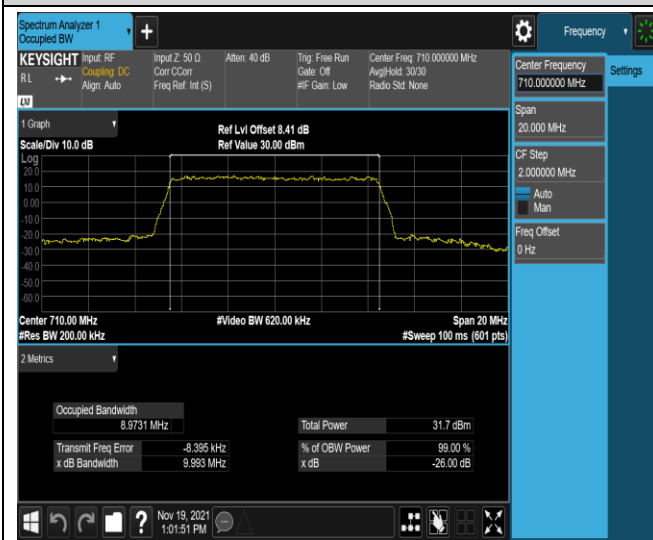 Spectrum Analyzer 1
Occupied BW
Frequency
KEYSIGHT
RL
LXI
Input: RF
Coupling: DC
Align: Auto
Input Z: 50 Ω
Corr CCorr
Freq Ref: Int (S)
Atten: 40 dB
Trig: Free Run
Gate: Off
#IF Gain: Low
Center Freq: 710.000000 MHz
Avg|Hold: 30/30
Radio Std: None
Center Frequency
710.000000 MHz
Settings
Span
20.000 MHz
CF Step
2.000000 MHz
Auto
Man
Freq Offset
0 Hz
1 Graph
Scale/Div 10.0 dB
Ref Lvl Offset 8.41 dB
Ref Value 30.00 dBm
Log
20.0
10.0
0.00
-10.0
-20.0
-30.0
-50.0
-60.0
Center 710.00 MHz
#Res BW 200.00 kHz
#Video BW 620.00 kHz
Span 20 MHz
#Sweep 100 ms (601 pts)
2 Metrics
Occupied Bandwidth
8.9731 MHz
Total Power 31.7 dBm
Transmit Freq Error -8.395 kHz
% of OBW Power 99.00 %
x dB Bandwidth 9.993 MHz
x dB -26.00 dB
Nov 19, 2021
1:01:51 PM